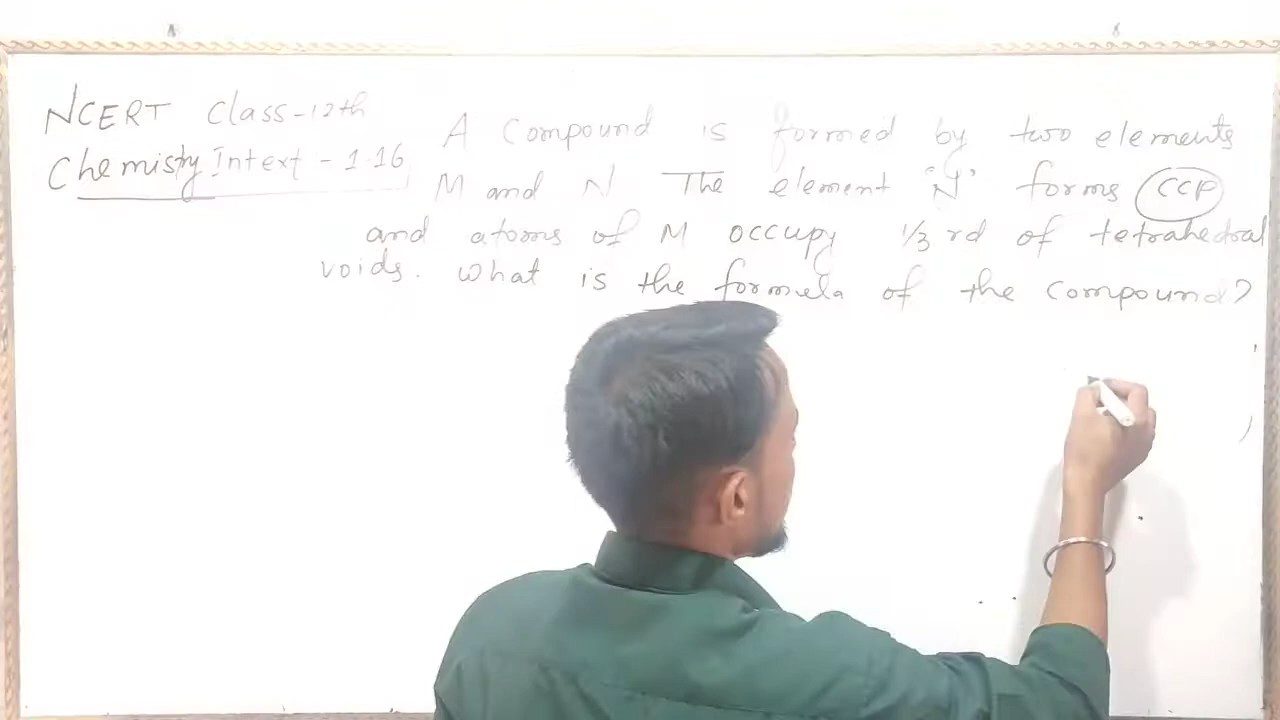 NCERT Class-12th
Chemistry Intext - 1.16
A Compound is formed by two elements
M and N The element 'N' forms CCP
and atoms of M occupy 1/3 rd of tetrahedral
voids. what is the formula of the compound?